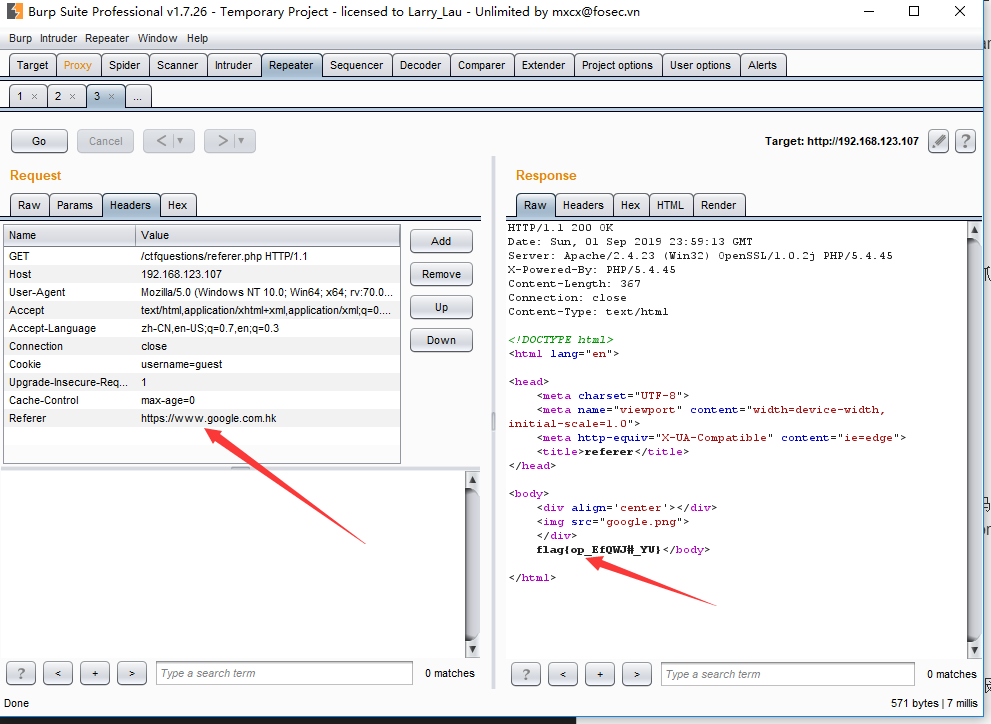 Burp Suite Professional v1.7.26 - Temporary Project - licensed to Larry_Lau - Unlimited by mxcx@fosec.vn
Burp Intruder Repeater Window Help
Target Proxy Spider Scanner Intruder Repeater Sequencer Decoder Comparer Extender Project options User options Alerts
1 × 2 × 3 × ...
Go Cancel < ▼ > ▼ Target: http://192.168.123.107 ?
Request
Raw Params Headers Hex
Name Value
GET /ctfquestions/referer.php HTTP/1.1
Host 192.168.123.107
User-Agent Mozilla/5.0 (Windows NT 10.0; Win64; x64; rv:70.0...
Accept text/html,application/xhtml+xml,application/xml;q=0....
Accept-Language zh-CN,en-US;q=0.7,en;q=0.3
Connection close
Cookie username=guest
Upgrade-Insecure-Req... 1
Cache-Control max-age=0
Referer https://www.google.com.hk
Add
Remove
Up
Down
? < + > Type a search term 0 matches
Response
Raw Headers Hex HTML Render
HTTP/1.1 200 OK
Date: Sun, 01 Sep 2019 23:59:13 GMT
Server: Apache/2.4.23 (Win32) OpenSSL/1.0.2j PHP/5.4.45
X-Powered-By: PHP/5.4.45
Content-Length: 367
Connection: close
Content-Type: text/html
<!DOCTYPE html>
<html lang="en">
<head>
<meta charset="UTF-8">
<meta name="viewport" content="width=device-width,
initial-scale=1.0">
<meta http-equiv="X-UA-Compatible" content="ie=edge">
<title>referer</title>
</head>
<body>
<div align='center'></div>
<img src="google.png">
</div>
flag{op_EfQWJ#_YU}</body>
</html>
? < + > Type a search term 0 matches
Done 571 bytes | 7 millis